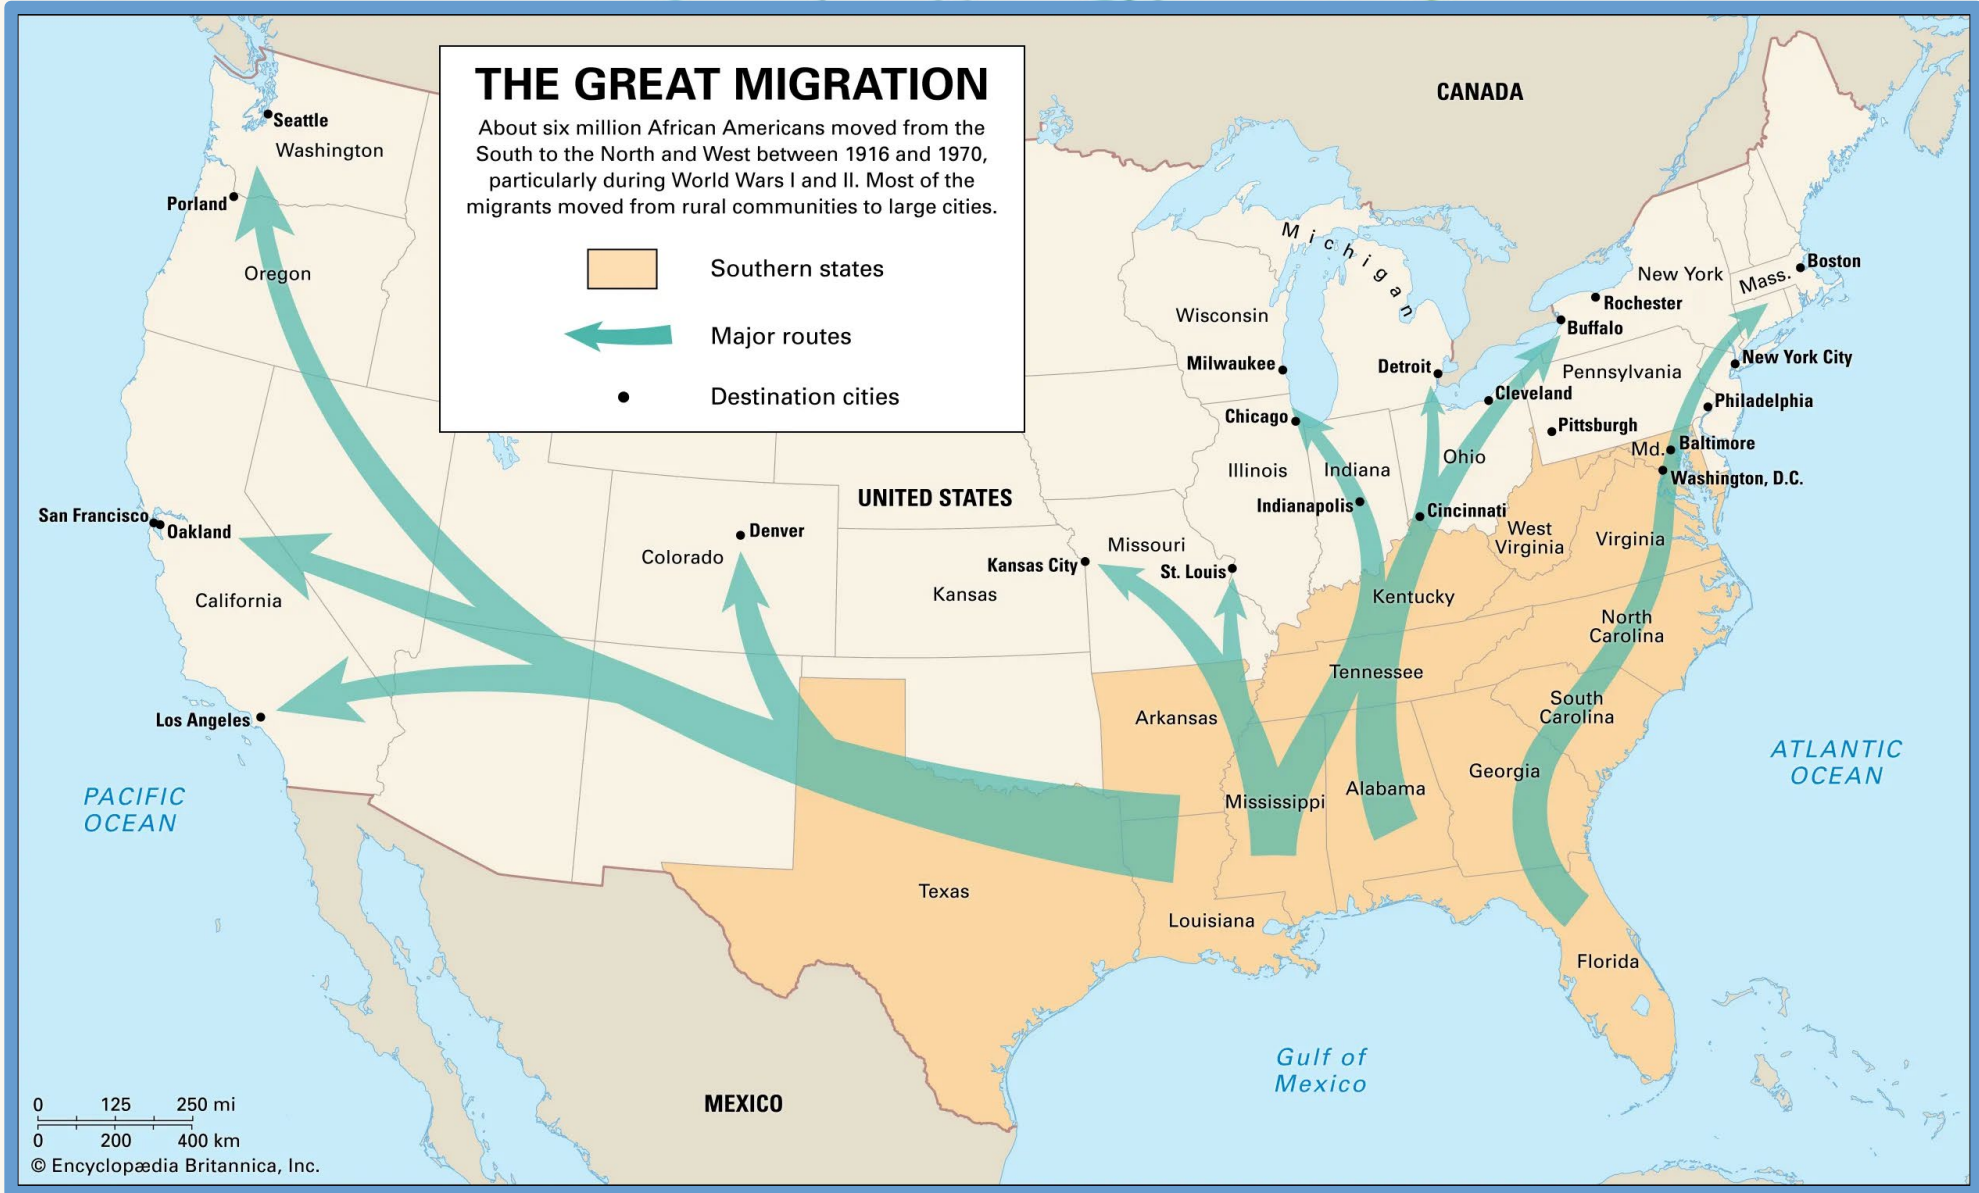 THE GREAT MIGRATION
About six million African Americans moved from the
South to the North and West between 1916 and 1970,
particularly during World Wars I and II. Most of the
migrants moved from rural communities to large cities.
Southern states
Major routes
Destination cities
CANADA
Seattle
Washington
Porland
Oregon
Michigan
Wisconsin
Milwaukee
Chicago
Detroit
New York
Mass.
Boston
Rochester
Buffalo
New York City
Pennsylvania
Cleveland
Philadelphia
Pittsburgh
Md.
Baltimore
Washington, D.C.
Illinois
Indiana
Ohio
Indianapolis
Cincinnati
West
Virginia
Virginia
UNITED STATES
San Francisco
Oakland
California
Denver
Colorado
Kansas City
Kansas
Missouri
St. Louis
Kentucky
North
Carolina
Tennessee
South
Carolina
Los Angeles
Arkansas
Mississippi
Alabama
Georgia
Texas
Louisiana
Florida
PACIFIC
OCEAN
ATLANTIC
OCEAN
Gulf of
Mexico
MEXICO
0 125 250 mi
0 200 400 km
© Encyclopædia Britannica, Inc.